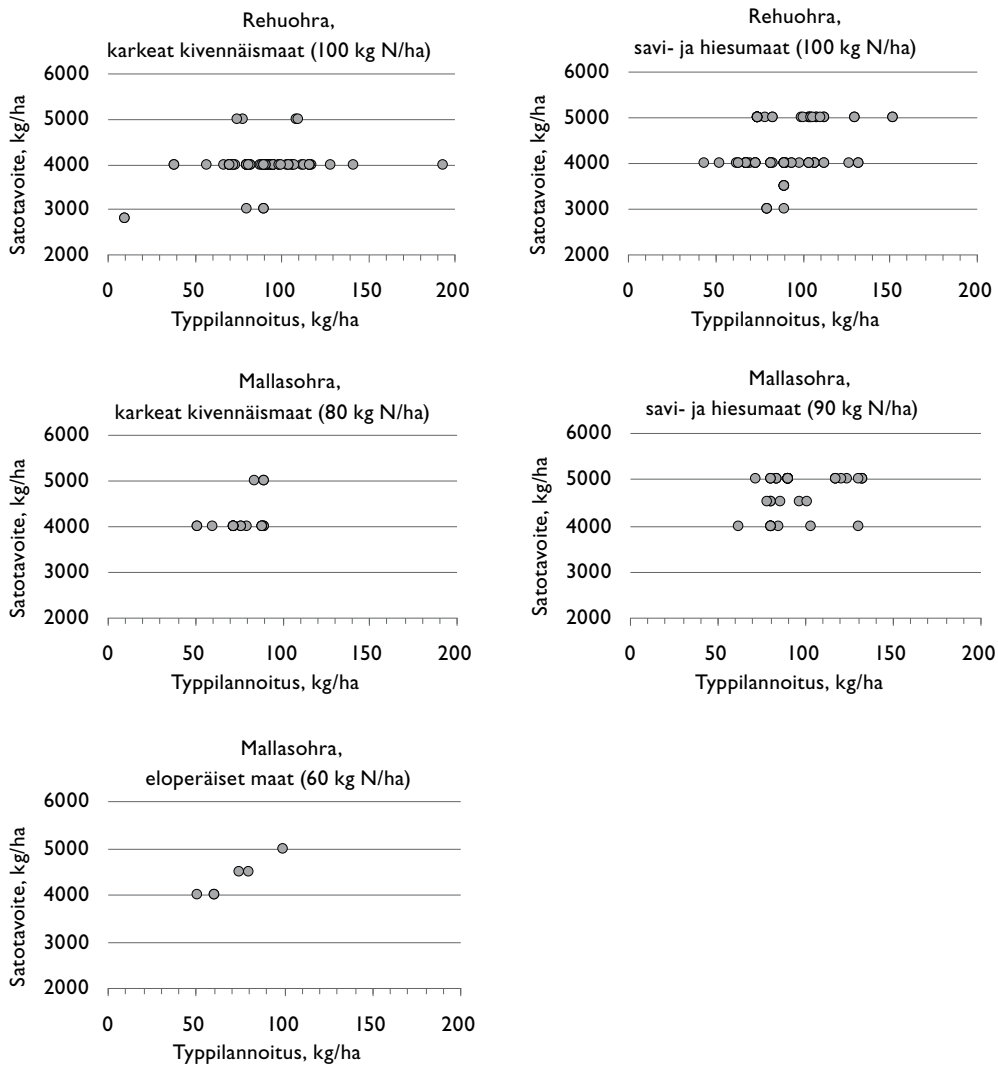 Rehuohra,
karkeat kivennäismaat (100 kg N/ha)
6000
5000
4000
3000
2000
Satotavoite, kg/ha
0 50 100 150 200
Typpilannoitus, kg/ha
Rehuohra,
savi- ja hiesumaat (100 kg N/ha)
6000
5000
4000
3000
2000
Satotavoite, kg/ha
0 50 100 150 200
Typpilannoitus, kg/ha
Mallasohra,
karkeat kivennäismaat (80 kg N/ha)
6000
5000
4000
3000
2000
Satotavoite, kg/ha
0 50 100 150 200
Typpilannoitus, kg/ha
Mallasohra,
savi- ja hiesumaat (90 kg N/ha)
6000
5000
4000
3000
2000
Satotavoite, kg/ha
0 50 100 150 200
Typpilannoitus, kg/ha
Mallasohra,
eloperäiset maat (60 kg N/ha)
6000
5000
4000
3000
2000
Satotavoite, kg/ha
0 50 100 150 200
Typpilannoitus, kg/ha